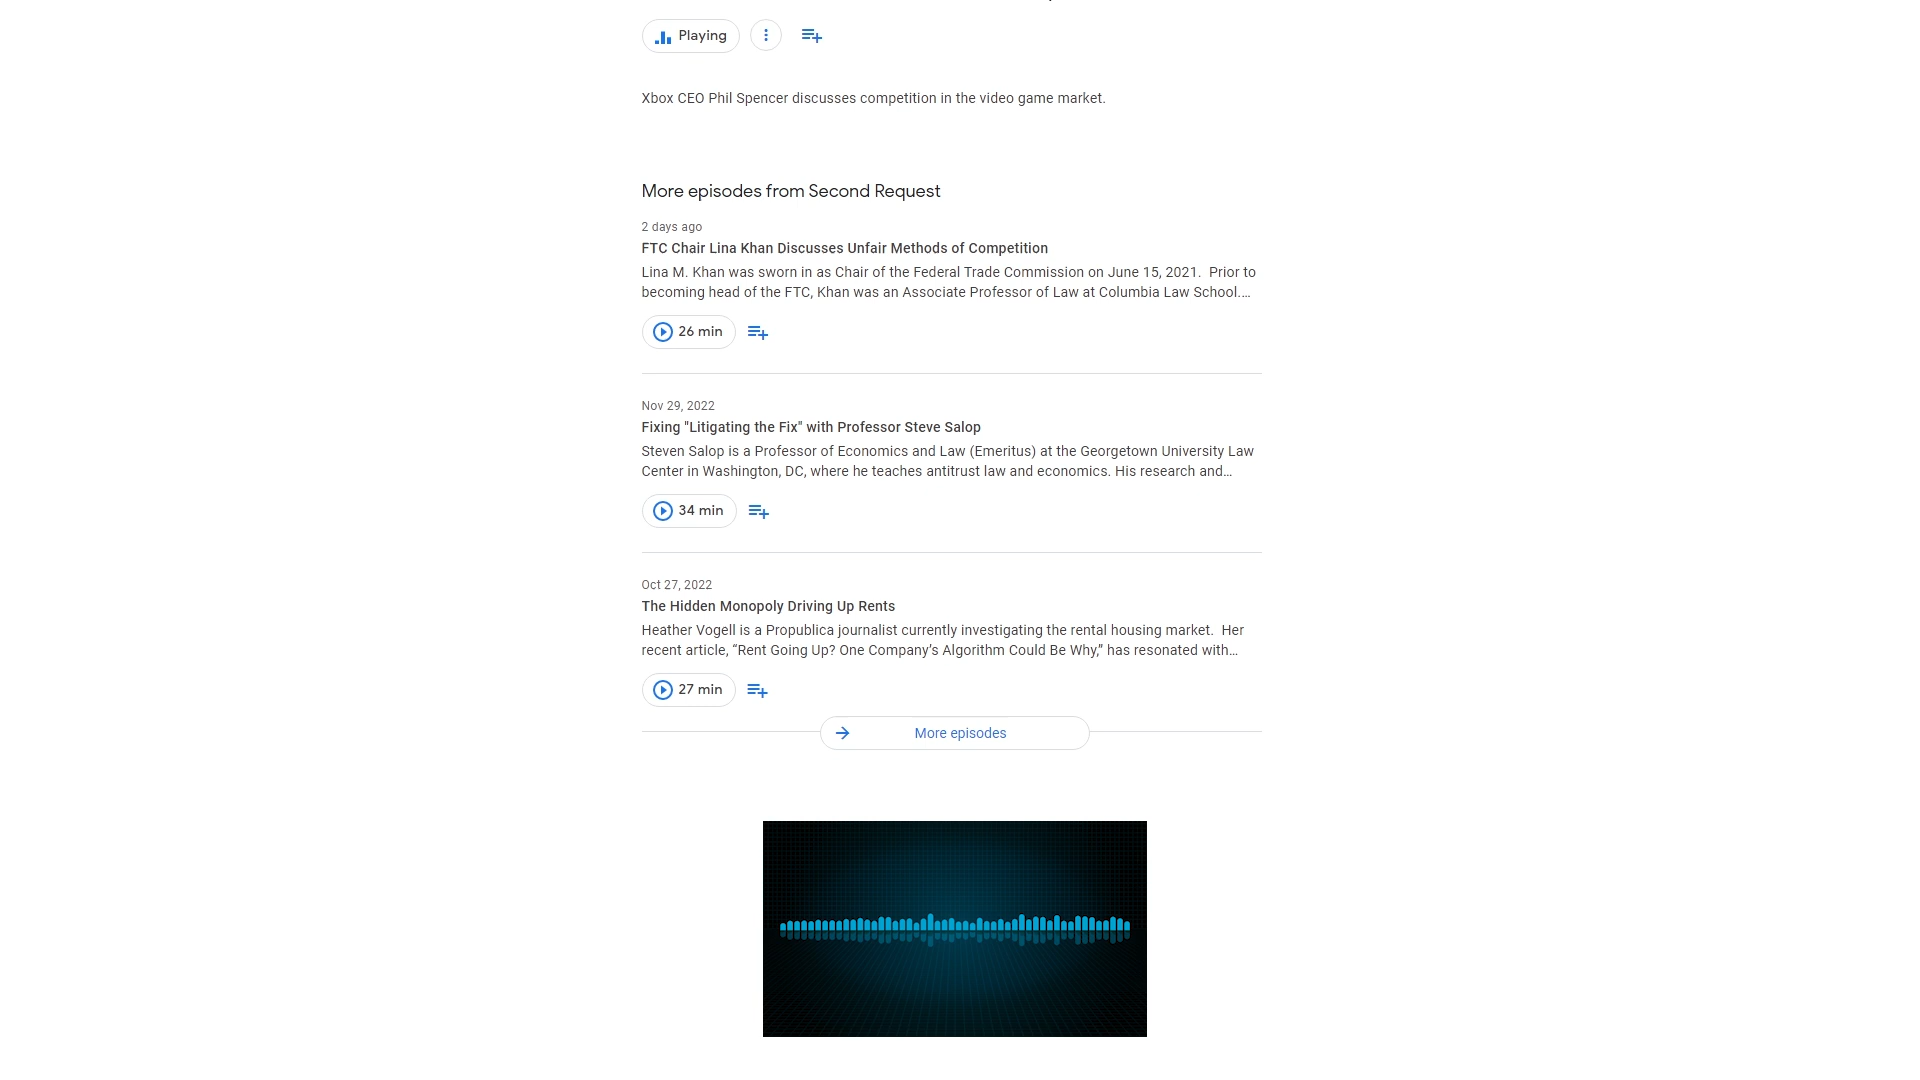 Playing
Xbox CEO Phil Spencer discusses competition in the video game market.
More episodes from Second Request
2 days ago
FTC Chair Lina Khan Discusses Unfair Methods of Competition
Lina M. Khan was sworn in as Chair of the Federal Trade Commission on June 15, 2021.  Prior to
becoming head of the FTC, Khan was an Associate Professor of Law at Columbia Law School.…
26 min
Nov 29, 2022
Fixing "Litigating the Fix" with Professor Steve Salop
Steven Salop is a Professor of Economics and Law (Emeritus) at the Georgetown University Law
Center in Washington, DC, where he teaches antitrust law and economics. His research and…
34 min
Oct 27, 2022
The Hidden Monopoly Driving Up Rents
Heather Vogell is a Propublica journalist currently investigating the rental housing market.  Her
recent article, “Rent Going Up? One Company’s Algorithm Could Be Why,” has resonated with…
27 min
More episodes